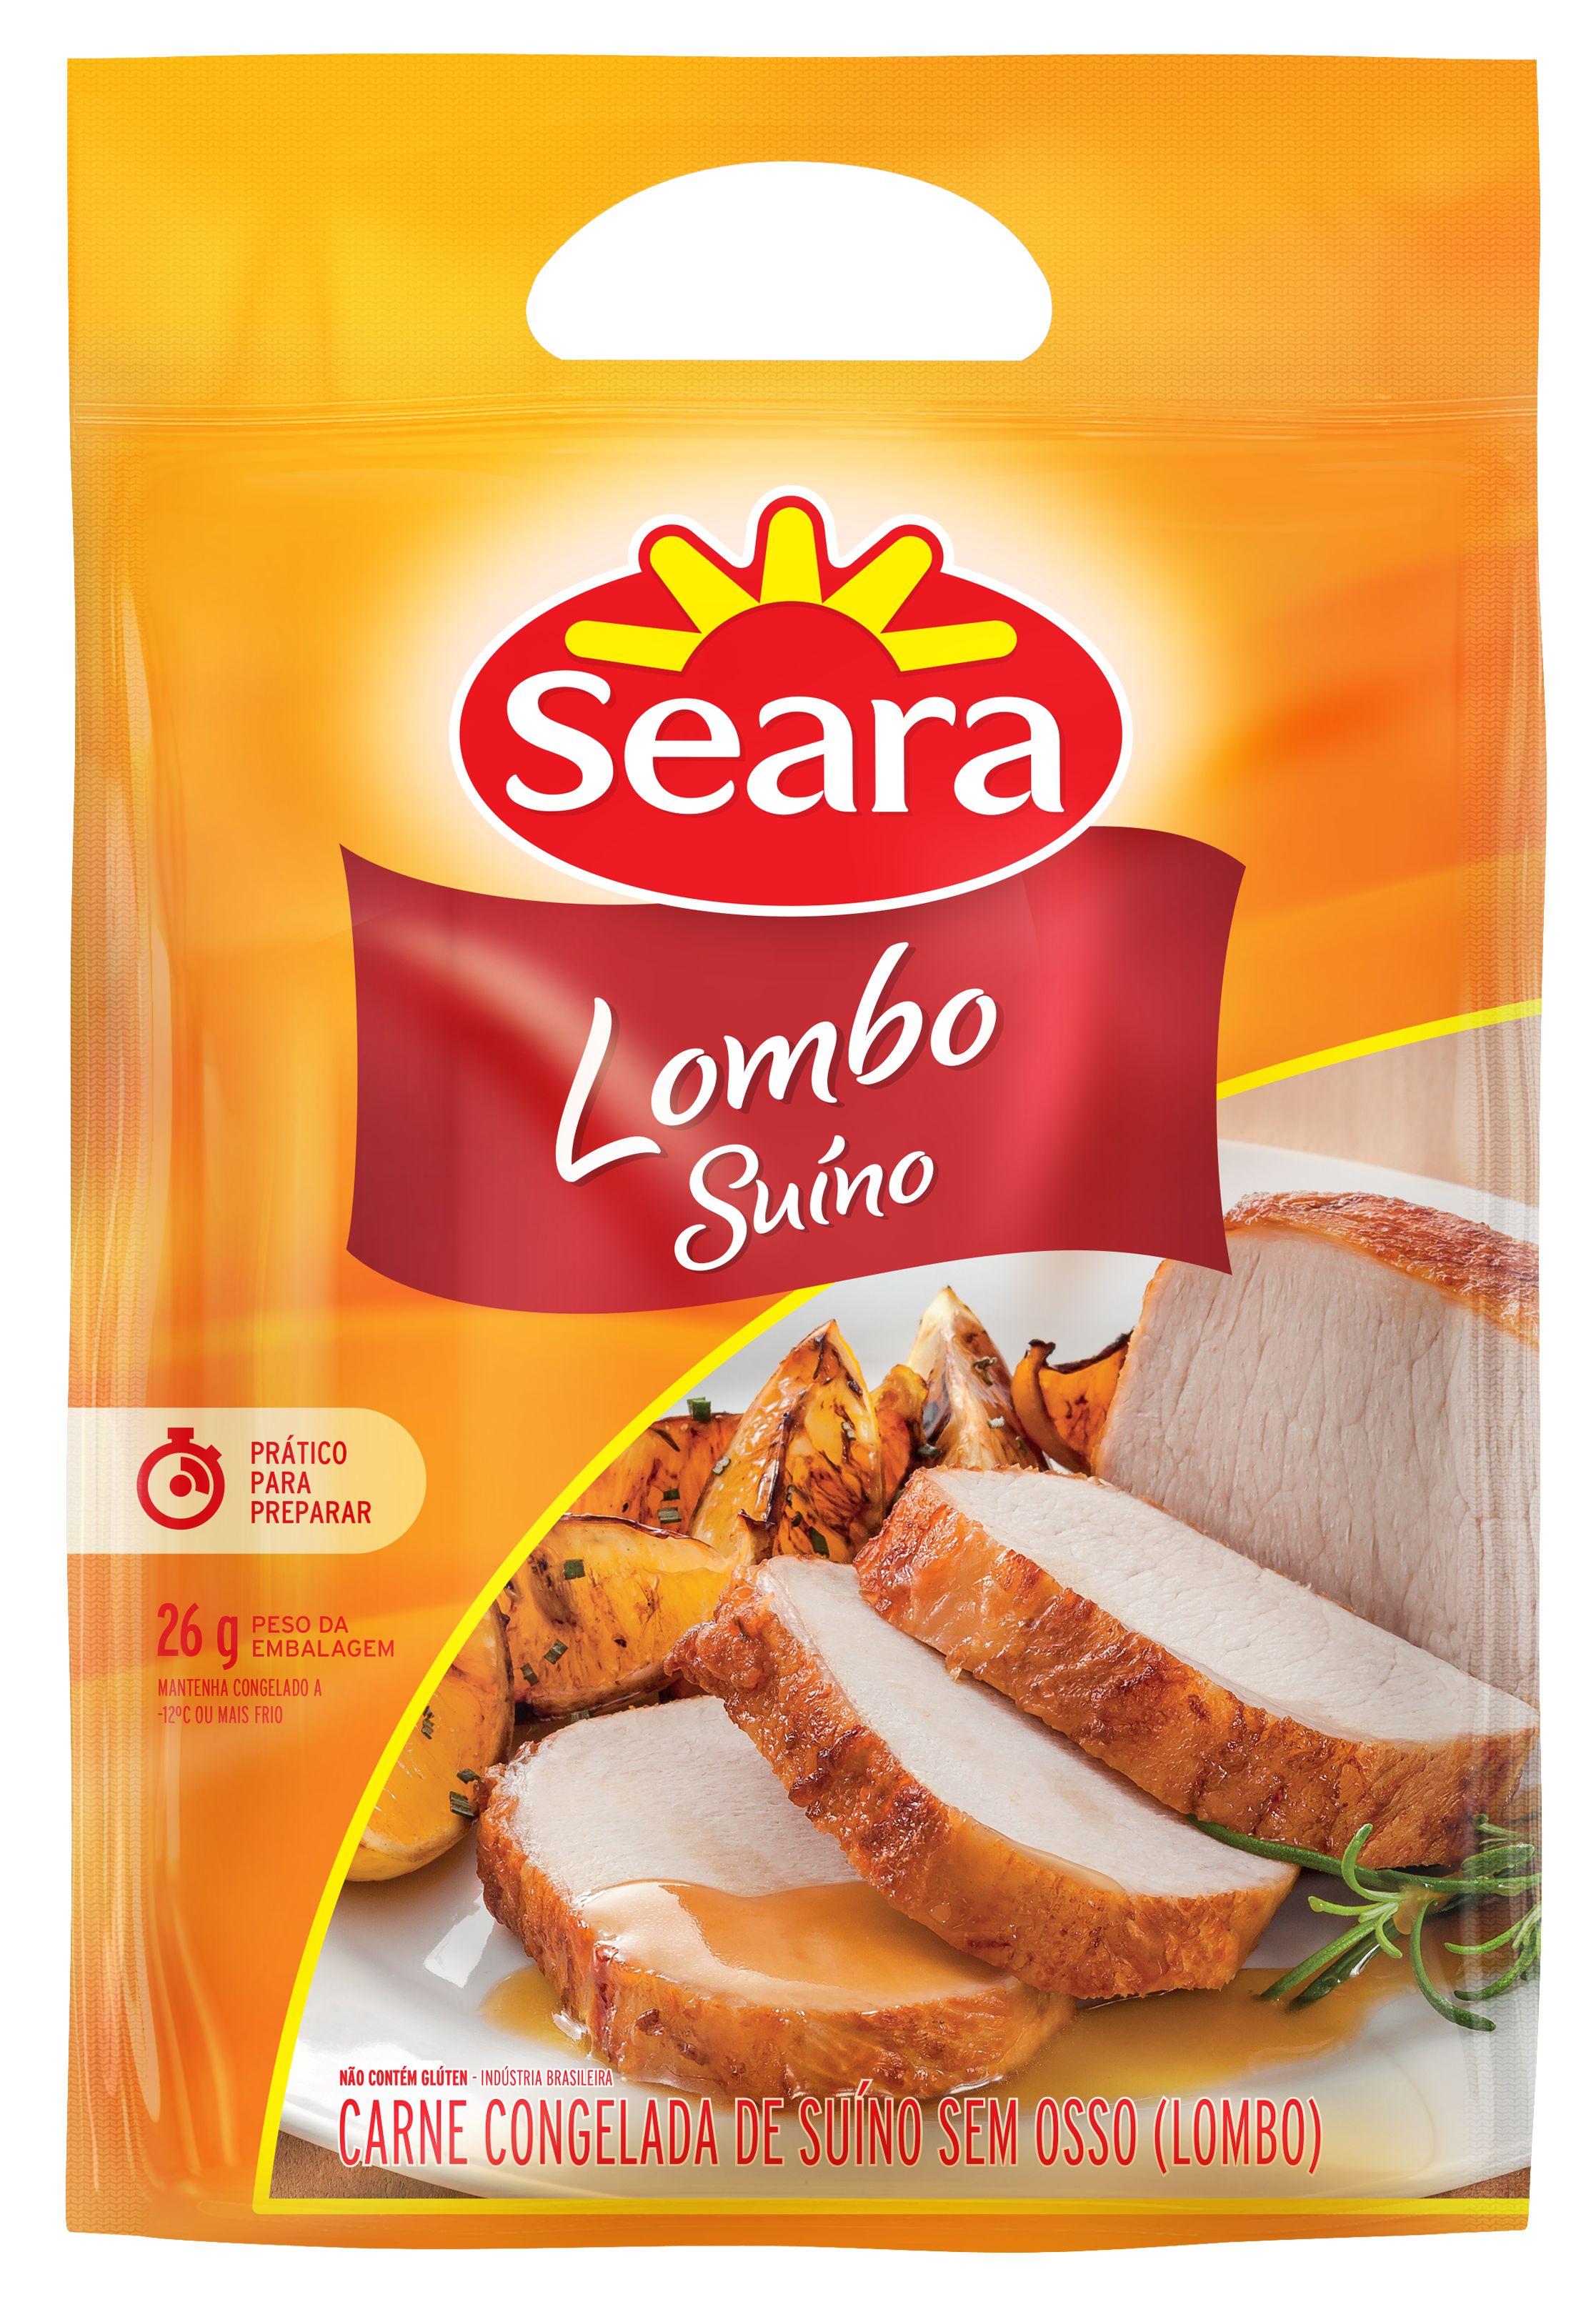 Seara
Lombo
Suíno
PRÁTICO
PARA
PREPARAR
26 g PESO DA
EMBALAGEM
MANTENHA CONGELADO A
-12ºC OU MAIS FRIO
NÃO CONTÉM GLÚTEN - INDÚSTRIA BRASILEIRA
CARNE CONGELADA DE SUÍNO SEM OSSO (LOMBO)